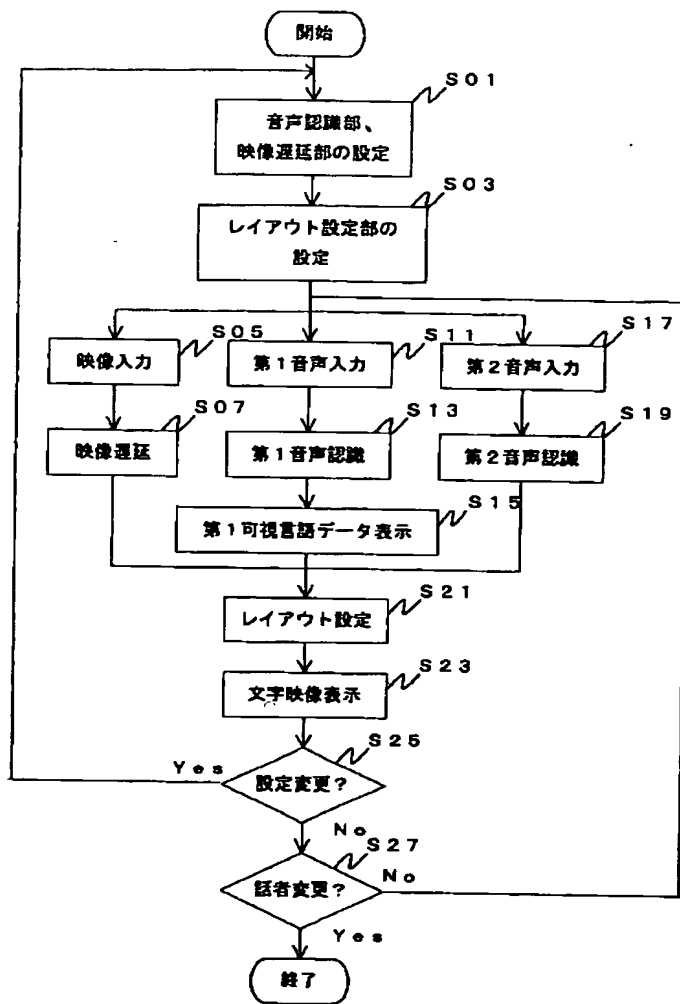 開始
S01
音声認識部、
映像遅延部の設定
S03
レイアウト設定部の
設定
S05
映像入力
S11
第1音声入力
S17
第2音声入力
S07
映像遅延
S13
第1音声認識
S19
第2音声認識
S15
第1可視言語データ表示
S21
レイアウト設定
S23
文字映像表示
S25
設定変更?
Yes
No
S27
話者変更?
No
Yes
終了